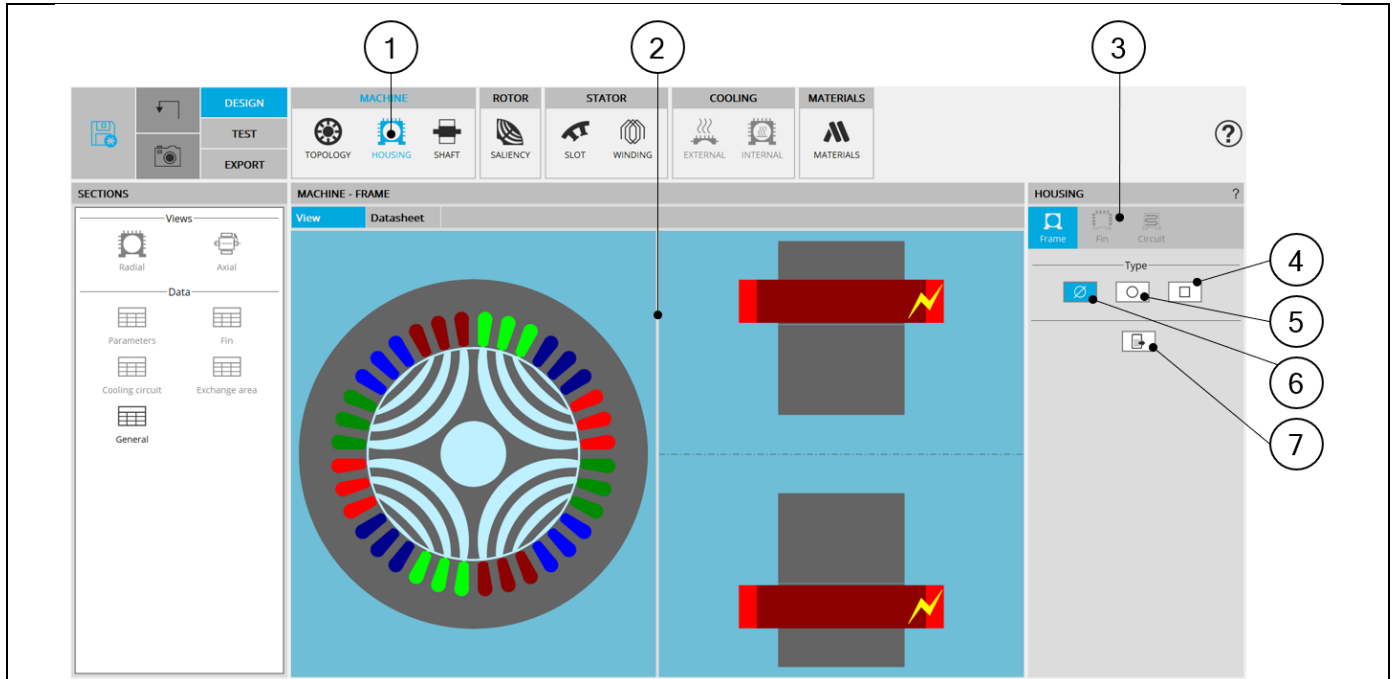 1
2
3
DESIGN
TEST
EXPORT
MACHINE
TOPOLOGY
HOUSING
SHAFT
ROTOR
SALIENCY
STATOR
SLOT
WINDING
COOLING
EXTERNAL
INTERNAL
MATERIALS
MATERIALS
?
SECTIONS
Views
Radial
Axial
Data
Parameters
Fin
Cooling circuit
Exchange area
General
MACHINE - FRAME
View
Datasheet
HOUSING
?
Frame
Fin
Circuit
Type
4
5
6
7